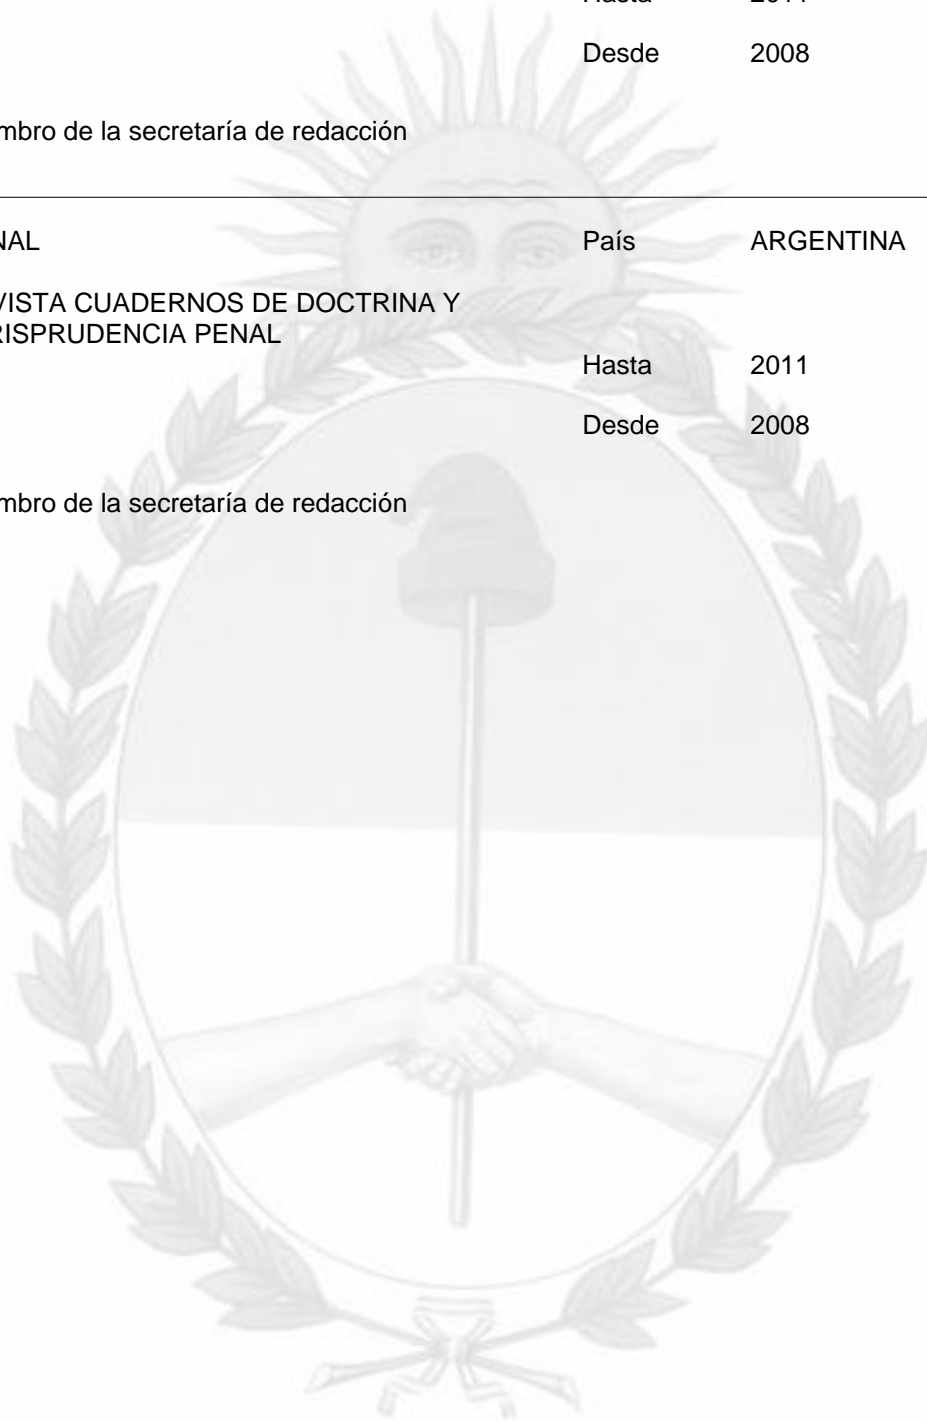 Desde 2008
mbro de la secretaría de redacción
NAL País ARGENTINA
VISTA CUADERNOS DE DOCTRINA Y
RISPRUDENCIA PENAL
Hasta 2011
Desde 2008
mbro de la secretaría de redacción